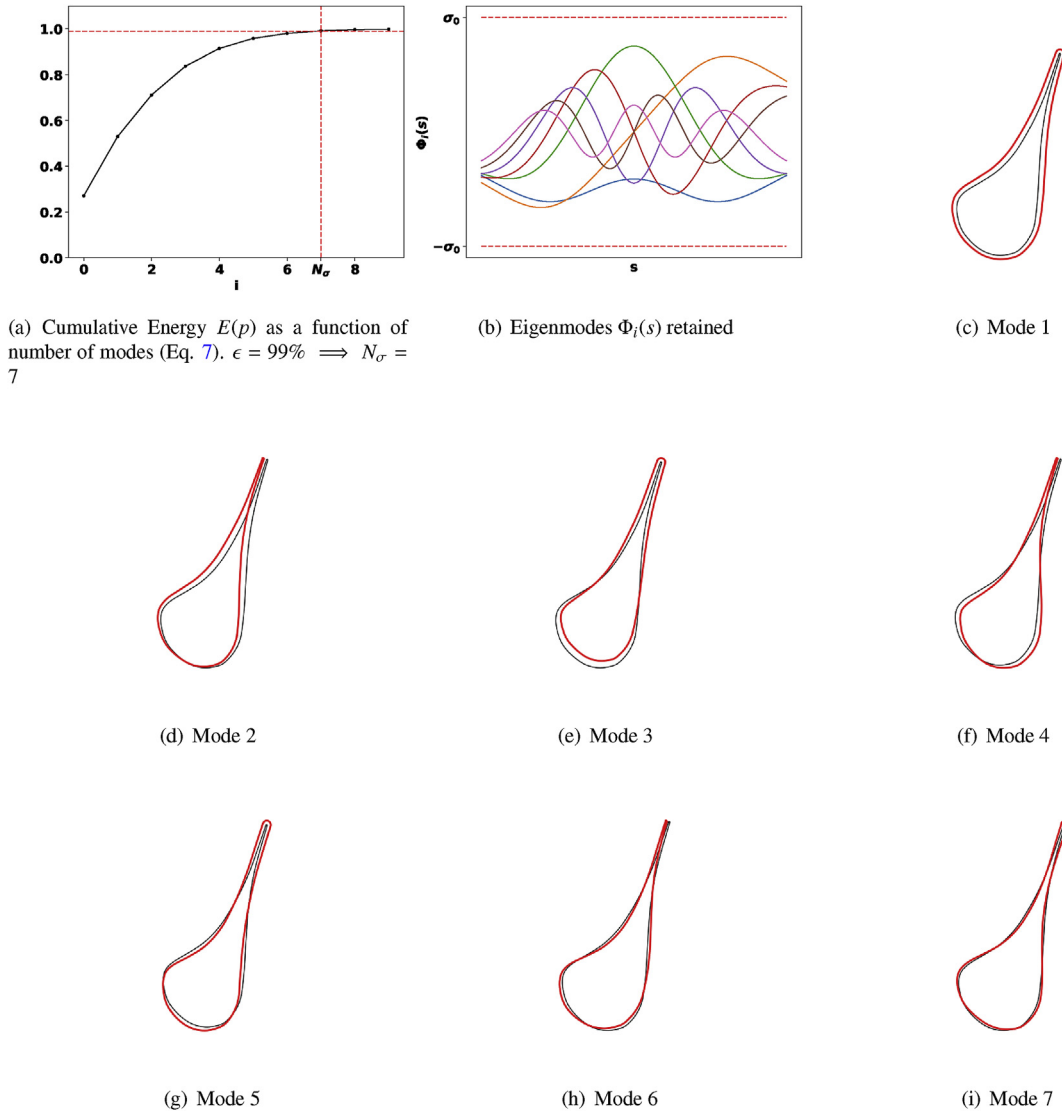 1.0
0.8
0.6
0.4
0.2
0.0
0 2 4 6 N_σ 8
i
σ₀
Φᵢ(s)
−σ₀
s
(a) Cumulative Energy E(p) as a function of
number of modes (Eq. 7). ϵ = 99% ⟹ N_σ =
7
(b) Eigenmodes Φᵢ(s) retained
(c) Mode 1
(d) Mode 2
(e) Mode 3
(f) Mode 4
(g) Mode 5
(h) Mode 6
(i) Mode 7